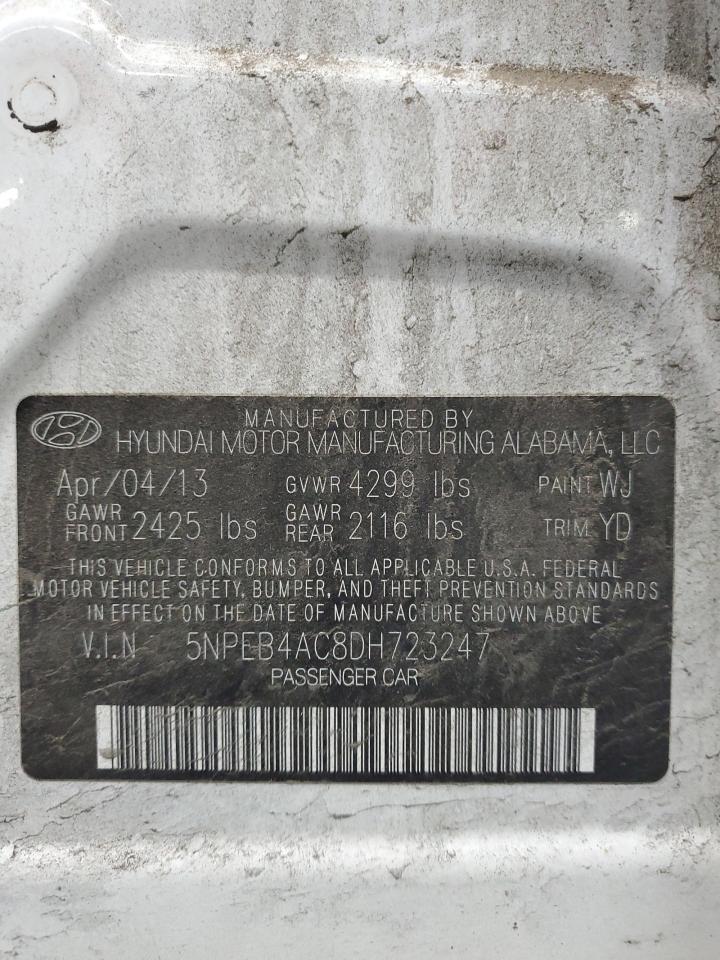 MANUFACTURED BY
HYUNDAI MOTOR MANUFACTURING ALABAMA, LLC
Apr/04/13 GVWR 4299 lbs PAINT WJ
GAWR FRONT 2425 lbs GAWR REAR 2116 lbs TRIM YD
THIS VEHICLE CONFORMS TO ALL APPLICABLE U.S.A. FEDERAL
MOTOR VEHICLE SAFETY, BUMPER, AND THEFT PREVENTION STANDARDS
IN EFFECT ON THE DATE OF MANUFACTURE SHOWN ABOVE
V.I.N 5NPEB4AC8DH723247
PASSENGER CAR